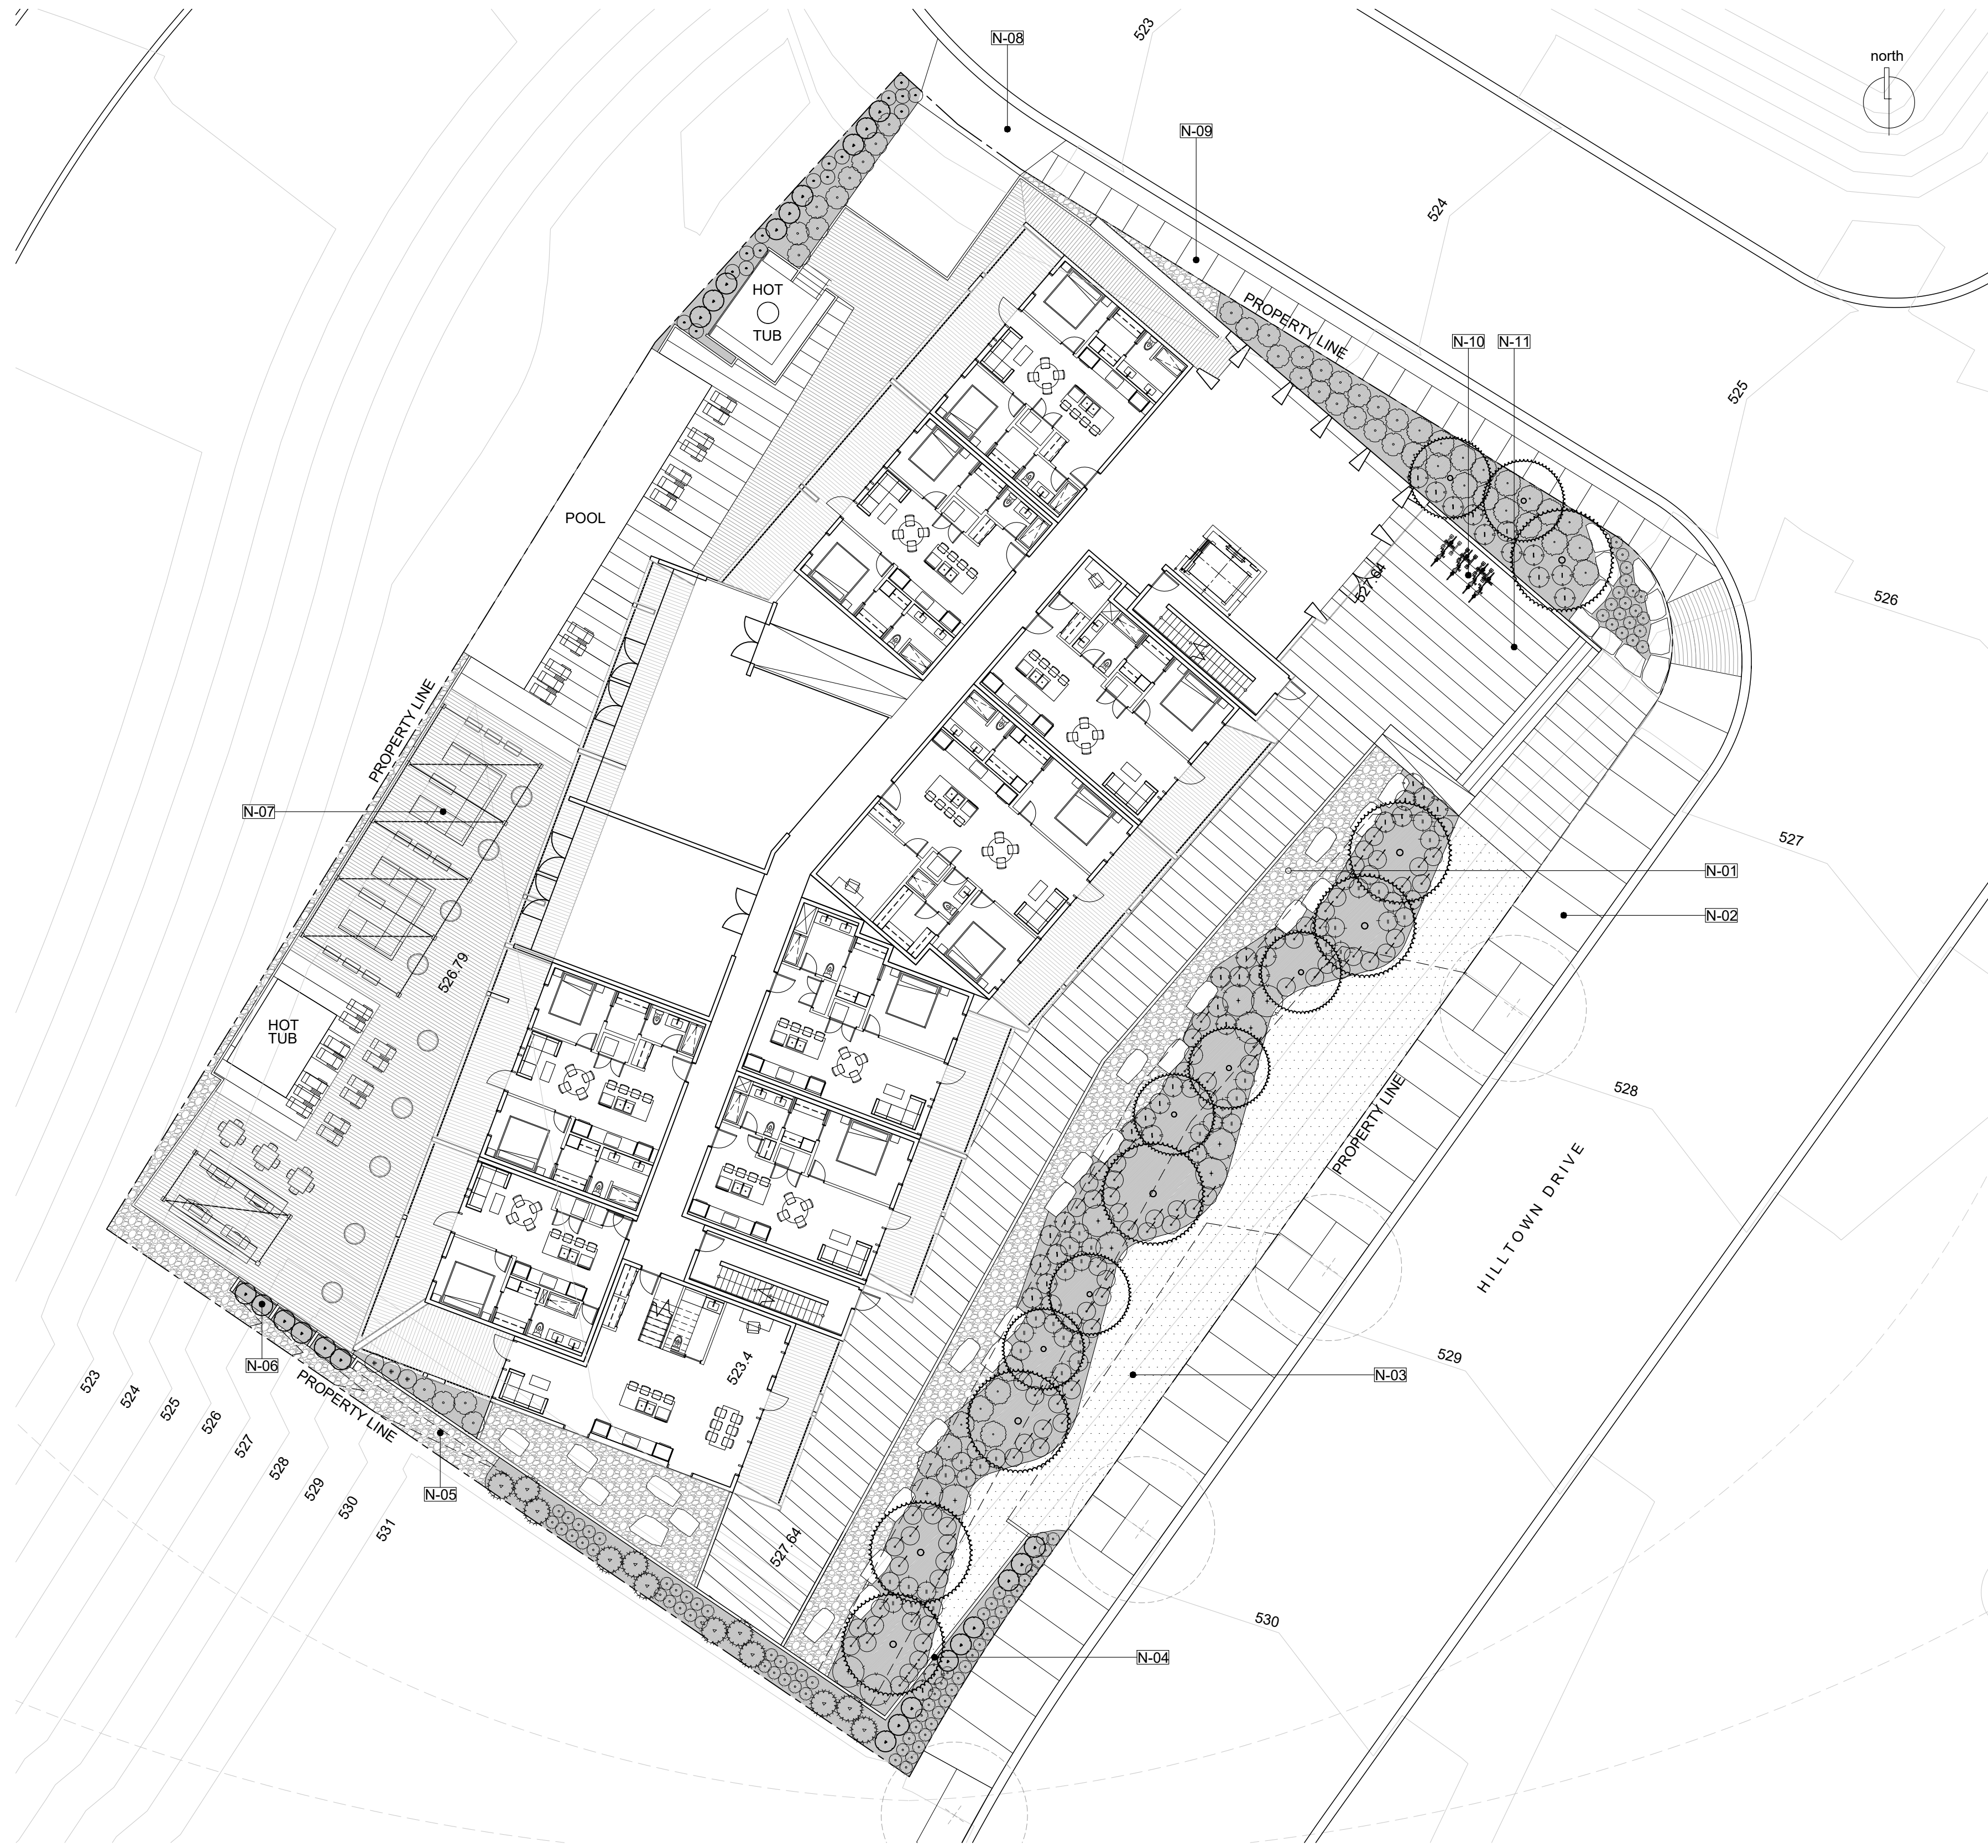 N-08
523
north
N-09
524
HOT
TUB
PROPERTY LINE
N-10
N-11
525
POOL
527.64
526
PROPERTY LINE
N-07
527
N-01
N-02
526.79
HOT
TUB
528
PROPERTY LINE
HILLTOWN DRIVE
N-06
523.4
529
N-03
523
524
525
526
527
528
529
530
531
PROPERTY LINE
N-05
527.64
530
N-04